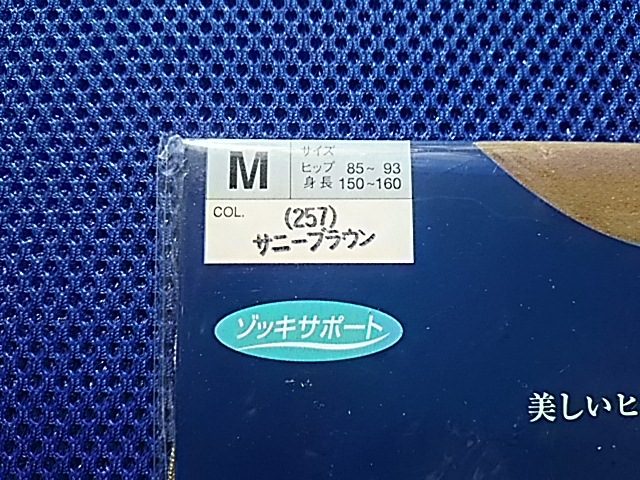 M
サイズ
ヒップ 85～ 93
身長 150～160
COL.
(257)
サニーブラウン
ゾッキサポート
美しいヒ